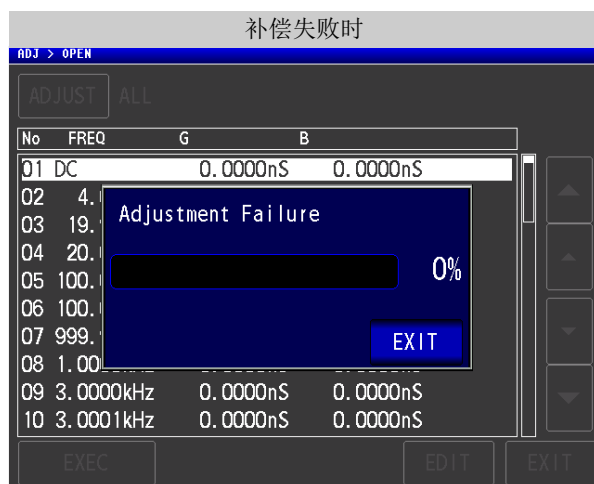 补偿失败时
ADJ > OPEN
ADJUST ALL
No FREQ G B
01 DC 0.0000nS 0.0000nS
02 4.
03 19.
04 20.
05 100.
06 100.
07 999.
08 1.00
09 3.0000kHz 0.0000nS 0.0000nS
10 3.0001kHz 0.0000nS 0.0000nS
Adjustment Failure
0%
EXIT
EXEC EDIT EXIT